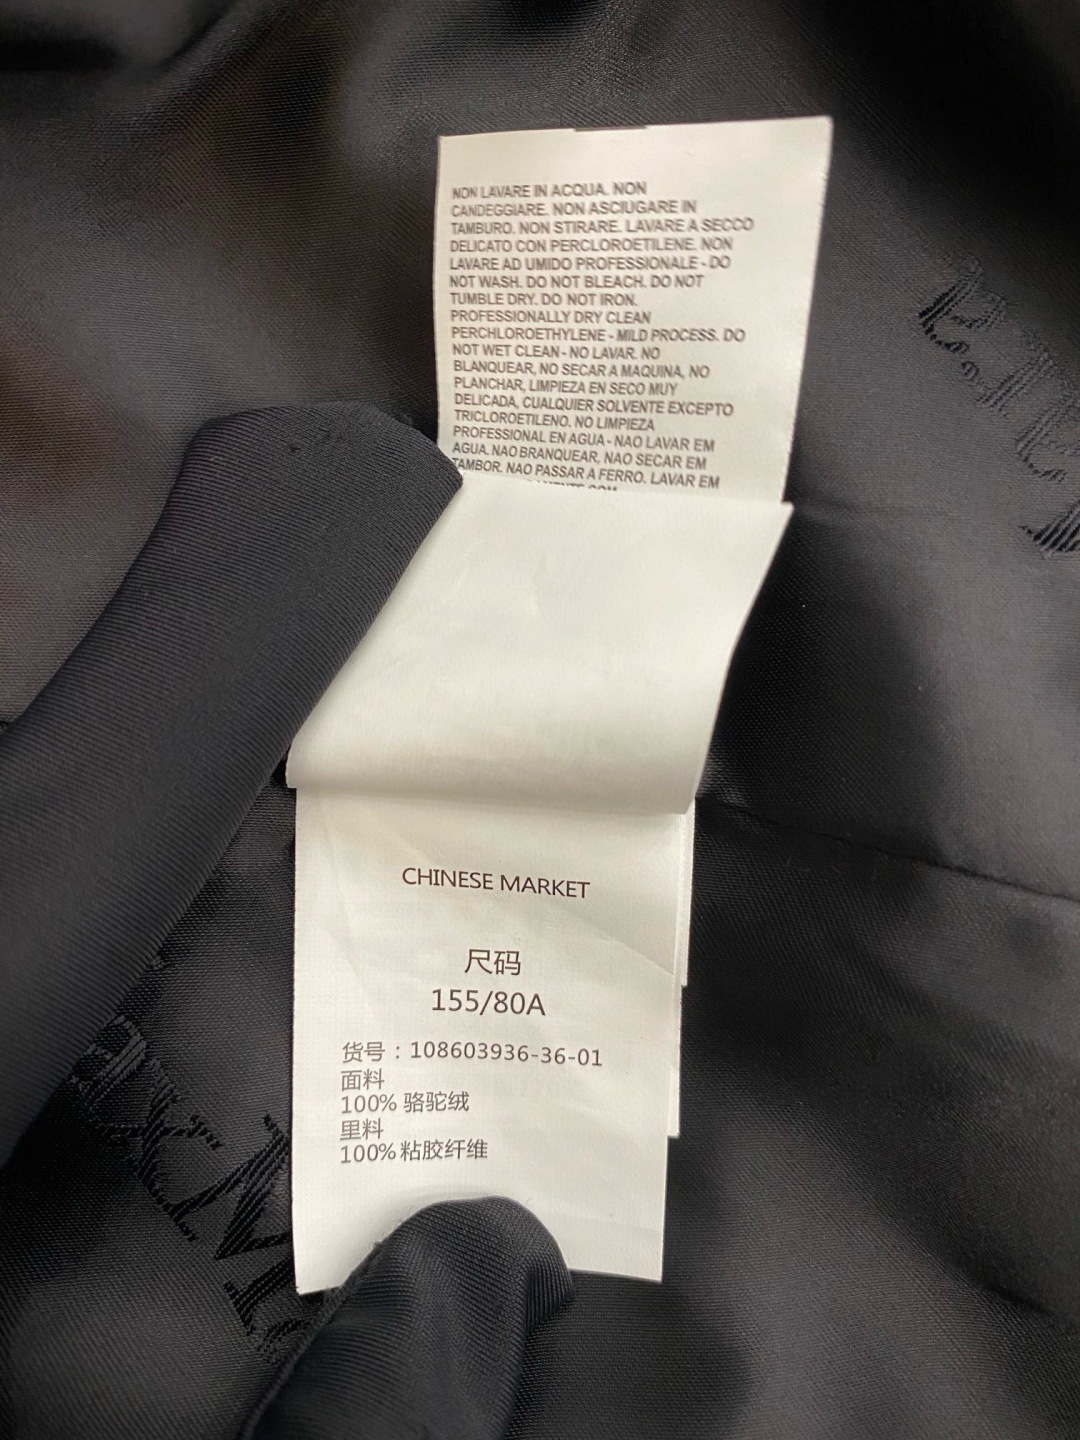 NON LAVARE IN ACQUA. NON
CANDEGGIARE. NON ASCIUGARE IN
TAMBURO. NON STIRARE. LAVARE A SECCO
DELICATO CON PERCLOROETILENE. NON
LAVARE AD UMIDO PROFESSIONALE - DO
NOT WASH. DO NOT BLEACH. DO NOT
TUMBLE DRY. DO NOT IRON.
PROFESSIONALLY DRY CLEAN
PERCHLOROETHYLENE - MILD PROCESS. DO
NOT WET CLEAN - NO LAVAR. NO
BLANQUEAR, NO SECAR A MAQUINA, NO
PLANCHAR, LIMPIEZA EN SECO MUY
DELICADA, CUALQUIER SOLVENTE EXCEPTO
TRICLOROETILENO. NO LIMPIEZA
PROFESSIONAL EN AGUA - NAO LAVAR EM
AGUA. NAO BRANQUEAR. NAO SECAR EM
TAMBOR. NAO PASSAR A FERRO. LAVAR EM
CHINESE MARKET
尺码
155/80A
货号：108603936-36-01
面料
100% 骆驼绒
里料
100% 粘胶纤维